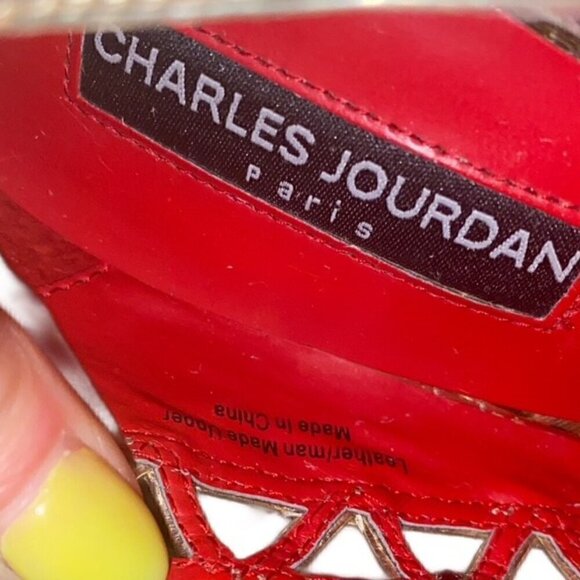 CHARLES JOURDAN
Paris
Leather/man Made Upper
Made In China